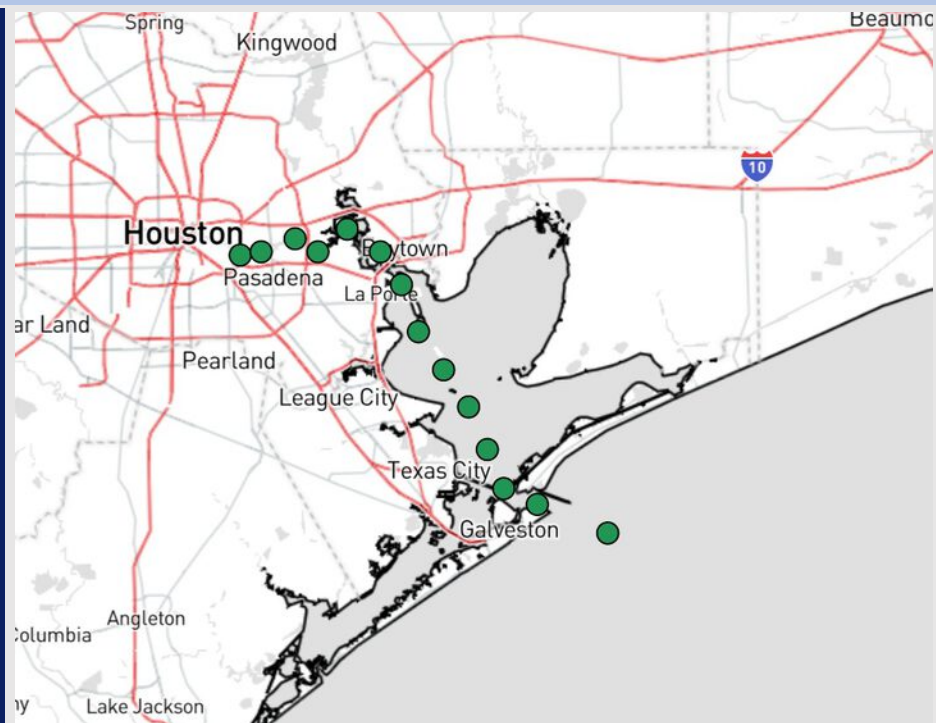 Spring
Beaumo
Kingwood
10
Houston
Baytown
Pasadena
La Porte
ar Land
Pearland
League City
Texas City
Galveston
Angleton
Columbia
ny
Lake Jackson